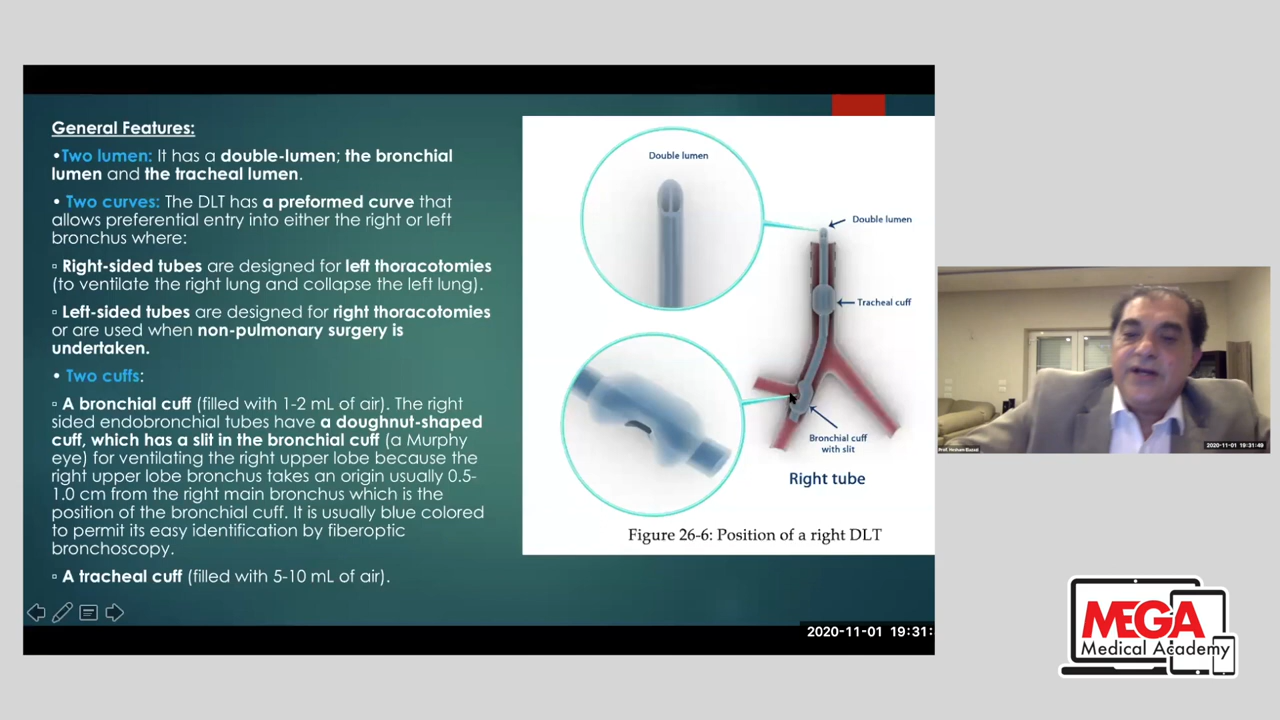 General Features:
•Two lumen: It has a double-lumen; the bronchial
lumen and the tracheal lumen.
• Two curves: The DLT has a preformed curve that
allows preferential entry into either the right or left
bronchus where:
▫ Right-sided tubes are designed for left thoracotomies
(to ventilate the right lung and collapse the left lung).
▫ Left-sided tubes are designed for right thoracotomies
or are used when non-pulmonary surgery is
undertaken.
• Two cuffs:
▫ A bronchial cuff (filled with 1-2 mL of air). The right
sided endobronchial tubes have a doughnut-shaped
cuff, which has a slit in the bronchial cuff (a Murphy
eye) for ventilating the right upper lobe because the
right upper lobe bronchus takes an origin usually 0.5-
1.0 cm from the right main bronchus which is the
position of the bronchial cuff. It is usually blue colored
to permit its easy identification by fiberoptic
bronchoscopy.
▫ A tracheal cuff (filled with 5-10 mL of air).
Double lumen
Double lumen
Tracheal cuff
Bronchial cuff
with slit
Right tube
Figure 26-6: Position of a right DLT
2020-11-01 19:31:
2020-11-01 19:31:49
MEGA
Medical Academy